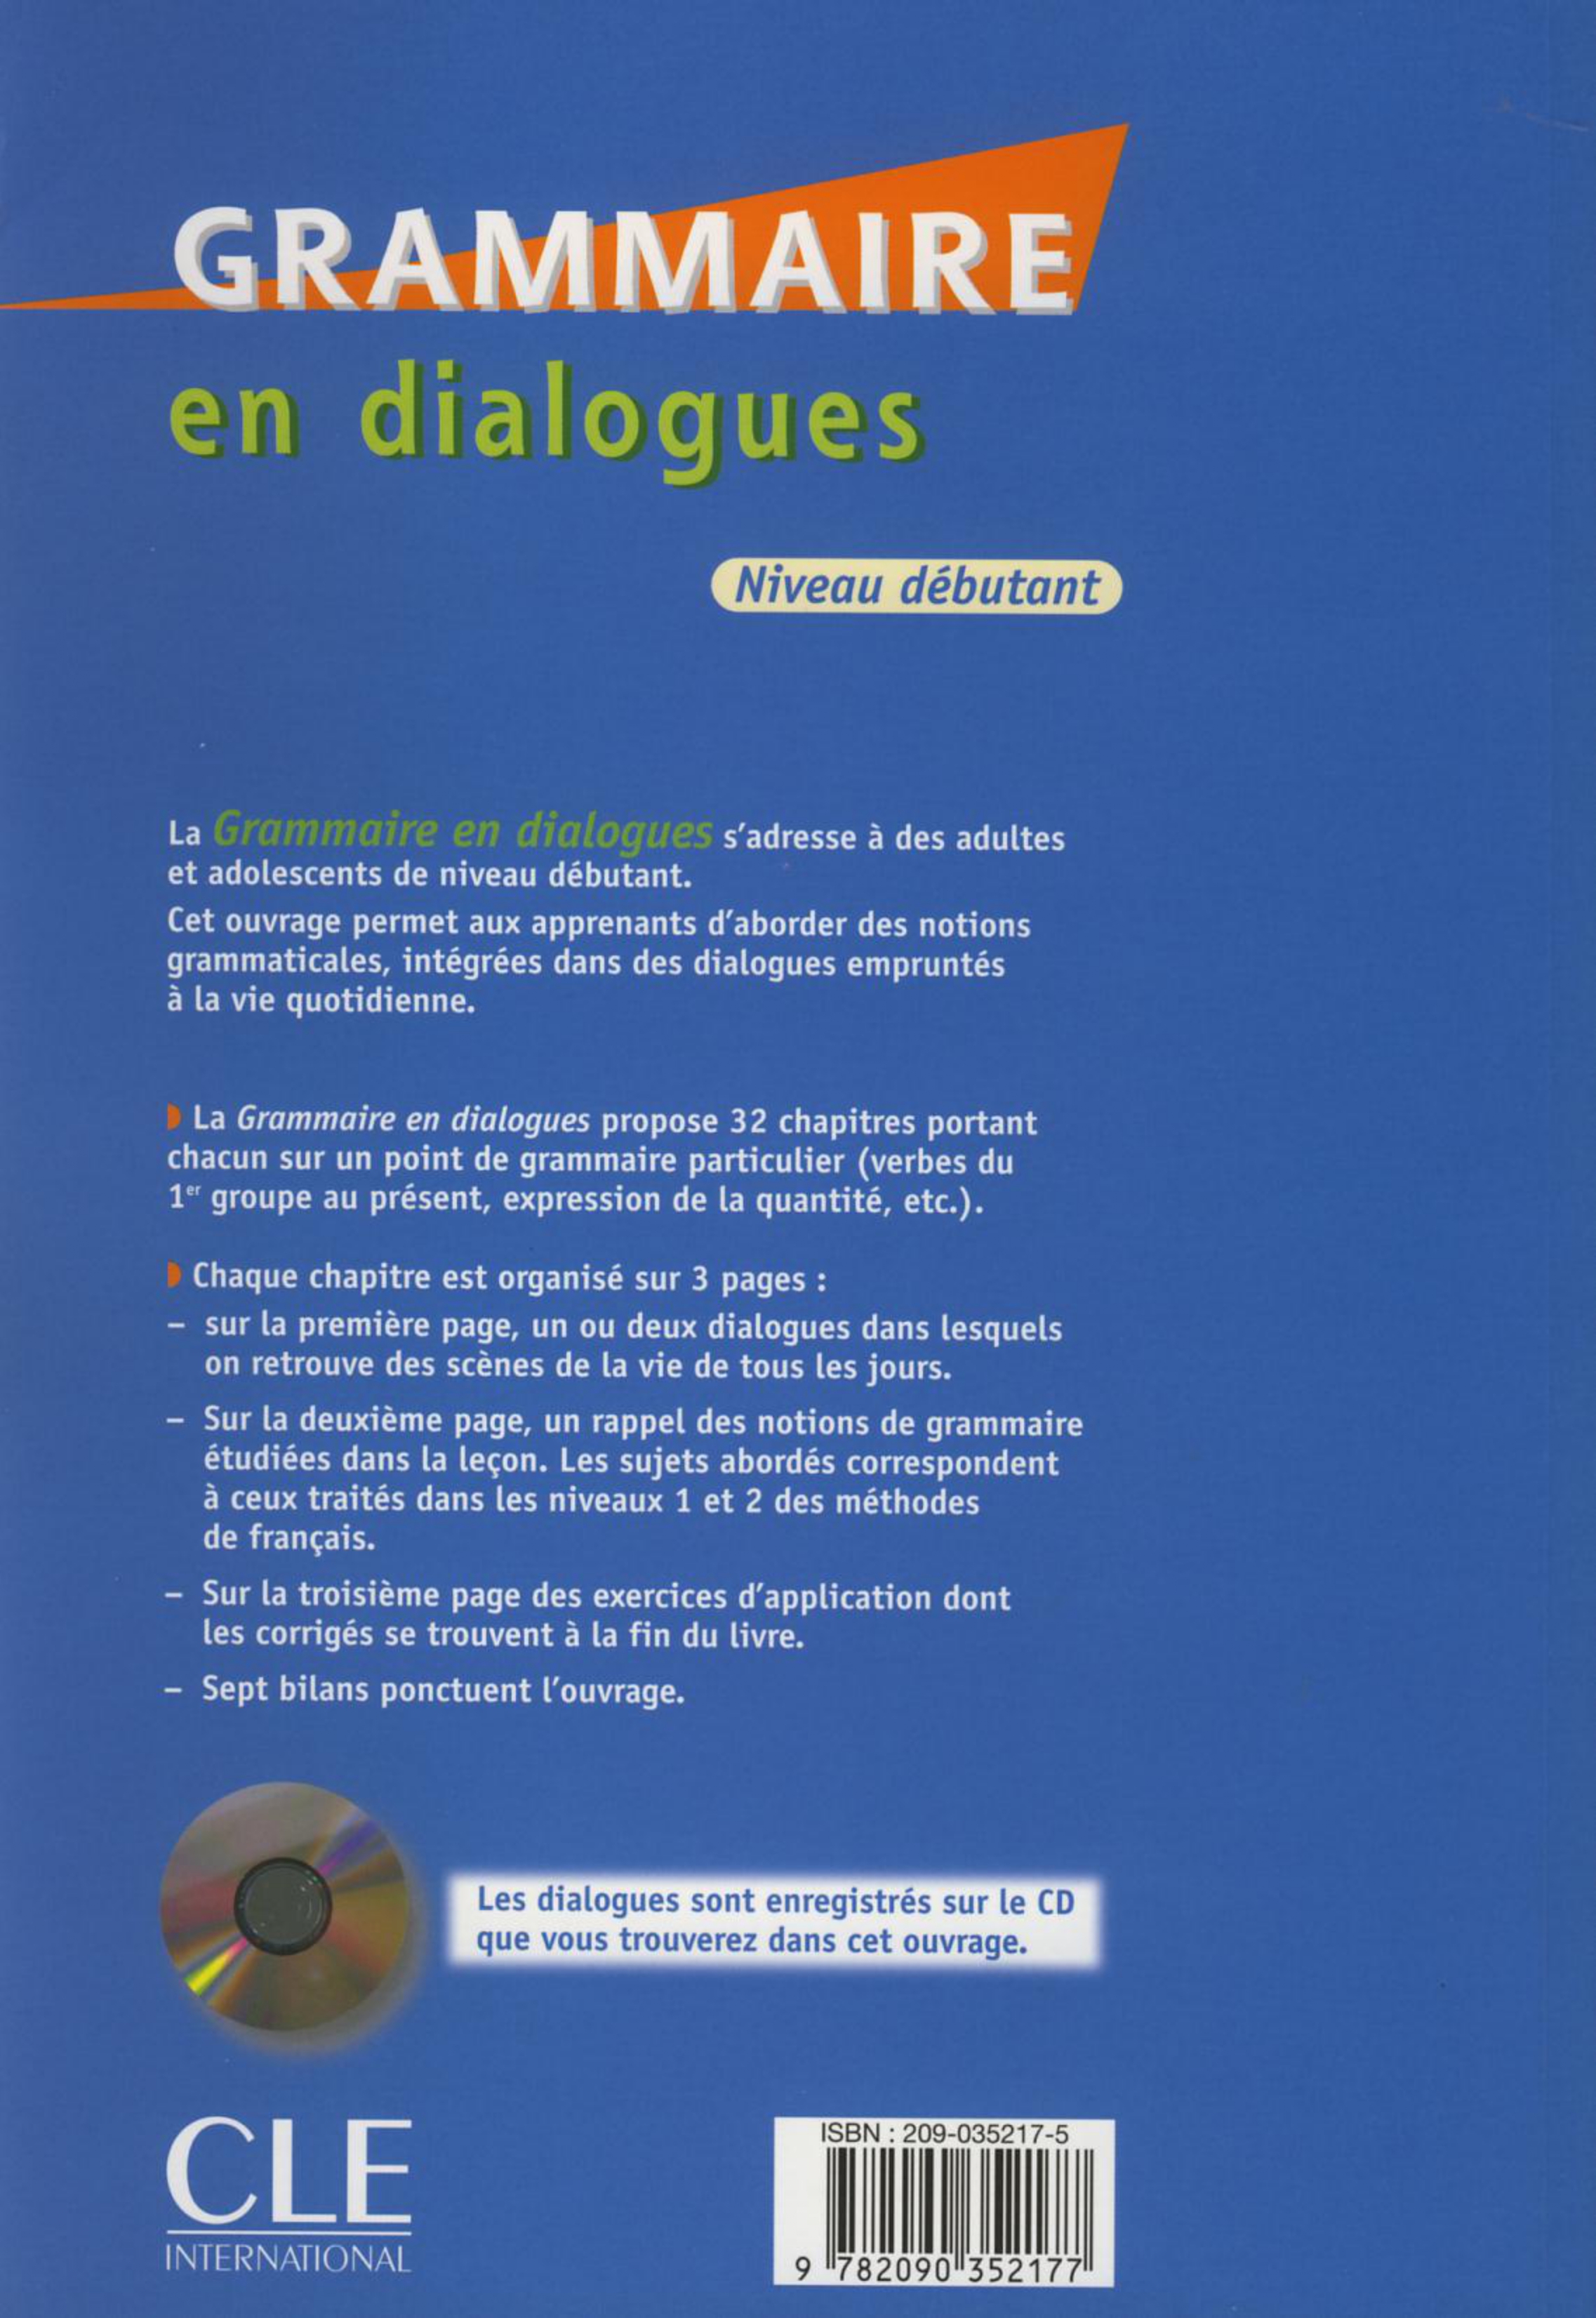 GRAMMAIRE
en dialogues
Niveau débutant
La Grammaire en dialogues s'adresse à des adultes
et adolescents de niveau débutant.
Cet ouvrage permet aux apprenants d'aborder des notions
grammaticales, intégrées dans des dialogues empruntés
à la vie quotidienne.
La Grammaire en dialogues propose 32 chapitres portant
chacun sur un point de grammaire particulier (verbes du
1er groupe au présent, expression de la quantité, etc.).
Chaque chapitre est organisé sur 3 pages :
– sur la première page, un ou deux dialogues dans lesquels
on retrouve des scènes de la vie de tous les jours.
– Sur la deuxième page, un rappel des notions de grammaire
étudiées dans la leçon. Les sujets abordés correspondent
à ceux traités dans les niveaux 1 et 2 des méthodes
de français.
– Sur la troisième page des exercices d'application dont
les corrigés se trouvent à la fin du livre.
– Sept bilans ponctuent l'ouvrage.
Les dialogues sont enregistrés sur le CD
que vous trouverez dans cet ouvrage.
CLE
INTERNATIONAL
ISBN : 209-035217-5
9 782090 352177